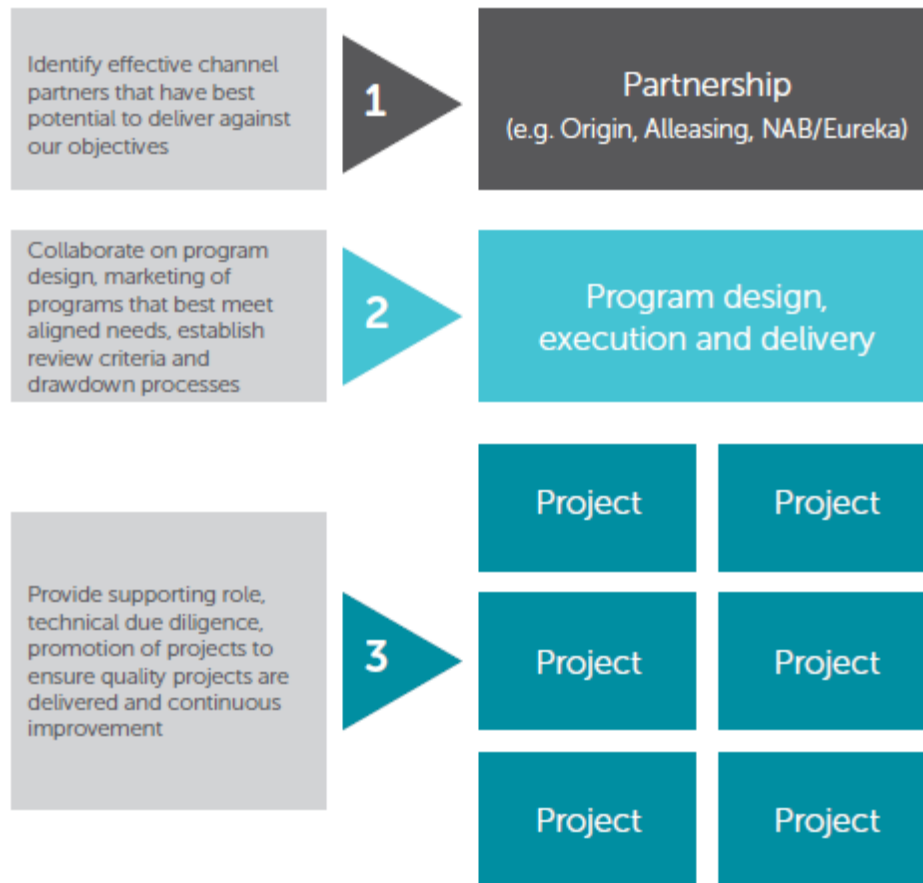 Identify effective channel
partners that have best
potential to deliver against
our objectives
1
Partnership
(e.g. Origin, Alleasing, NAB/Eureka)
Collaborate on program
design, marketing of
programs that best meet
aligned needs, establish
review criteria and
drawdown processes
2
Program design,
execution and delivery
Provide supporting role,
technical due diligence,
promotion of projects to
ensure quality projects are
delivered and continuous
improvement
3
Project
Project
Project
Project
Project
Project